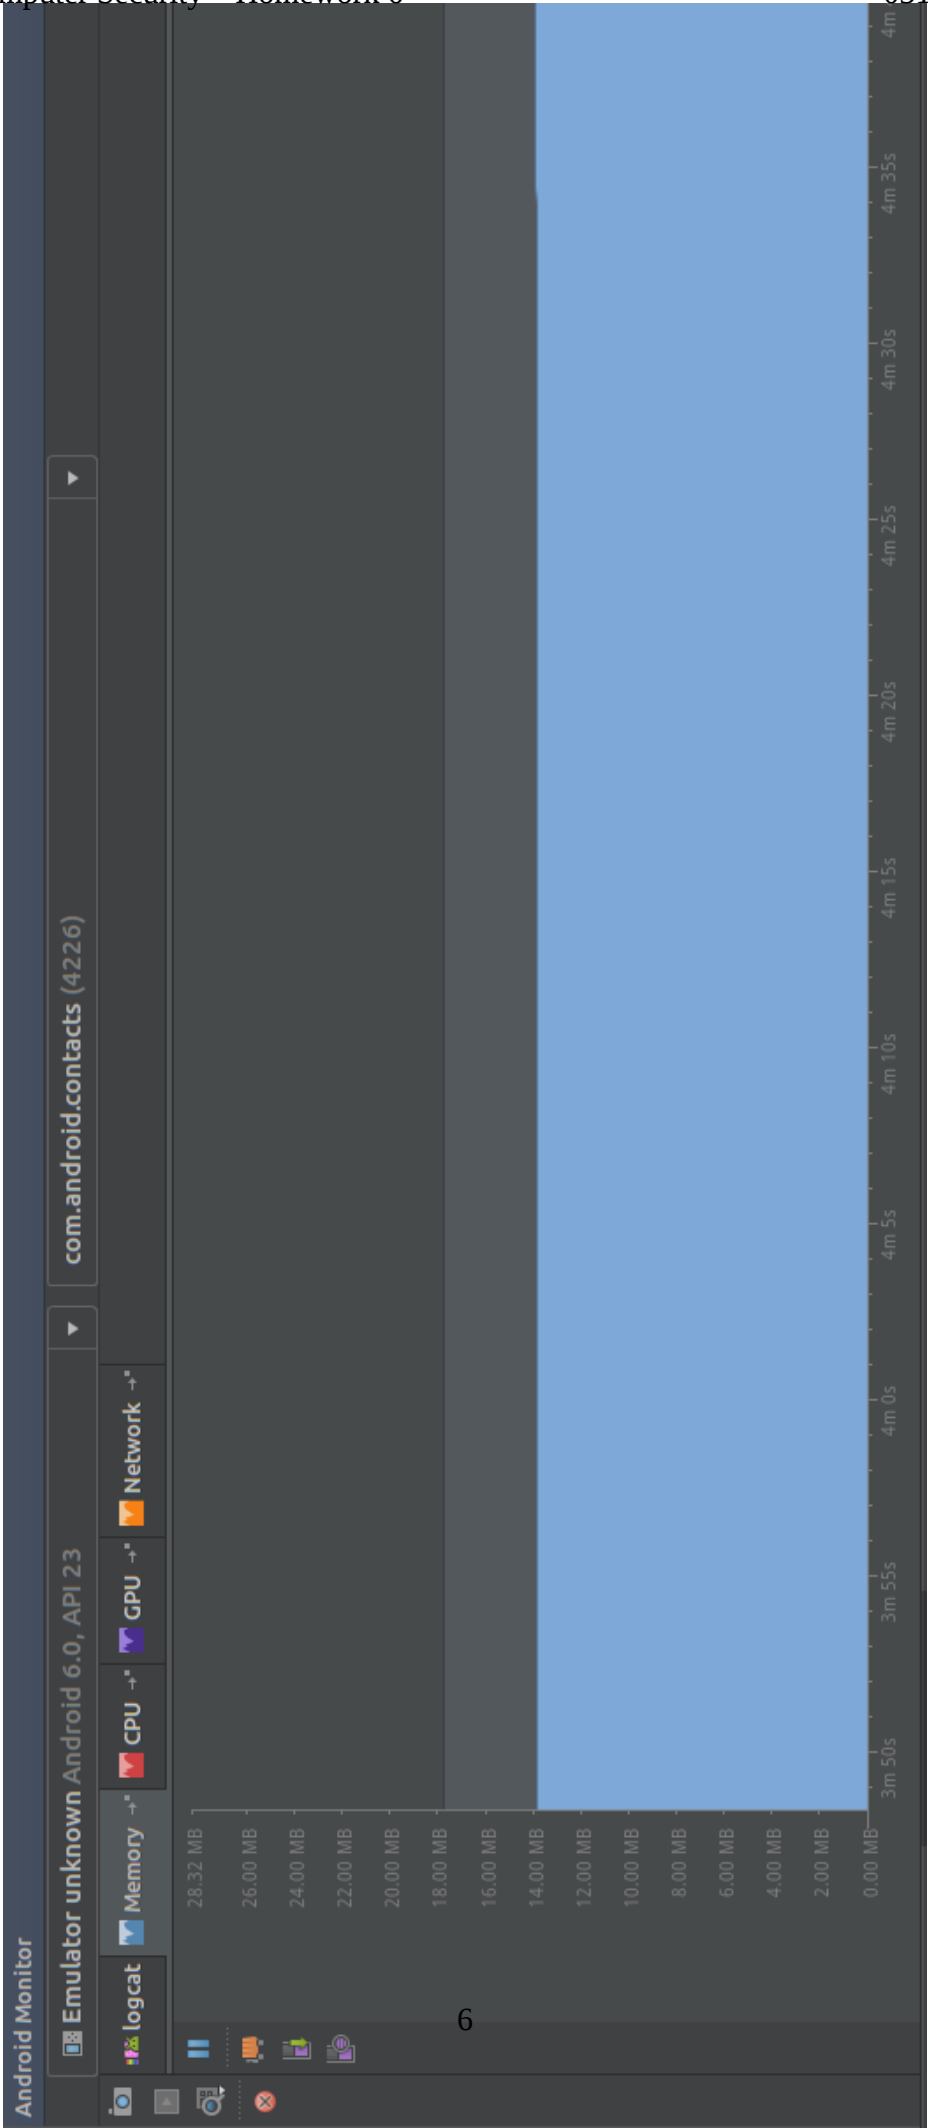 Android Monitor
Emulator unknown Android 6.0, API 23
com.android.contacts (4226)
logcat
Memory
CPU
GPU
Network
28.32 MB
26.00 MB
24.00 MB
22.00 MB
20.00 MB
18.00 MB
16.00 MB
14.00 MB
12.00 MB
10.00 MB
8.00 MB
6.00 MB
4.00 MB
2.00 MB
0.00 MB
3m 50s
3m 55s
4m 0s
4m 5s
4m 10s
4m 15s
4m 20s
4m 25s
4m 30s
4m 35s
4m
6